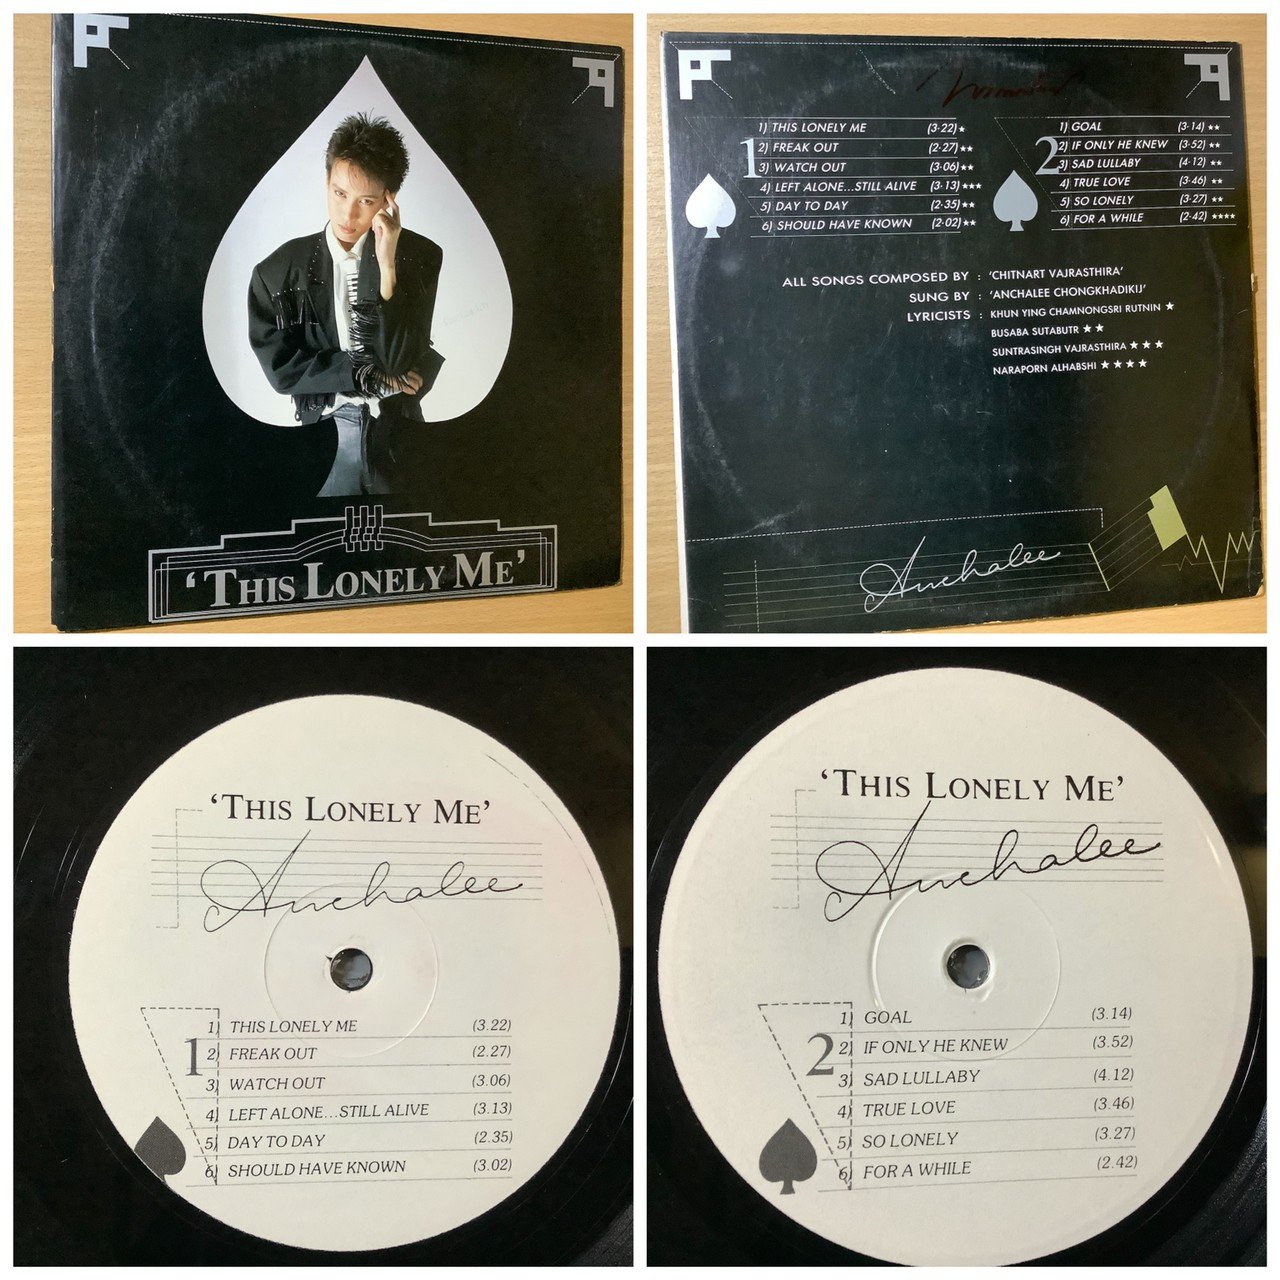 'THIS LONELY ME'
1
1) THIS LONELY ME (3·22) ★
2) FREAK OUT (2·27) ★★
3) WATCH OUT (3·06) ★★
4) LEFT ALONE...STILL ALIVE (3·13) ★★★
5) DAY TO DAY (2·35) ★★
6) SHOULD HAVE KNOWN (2·02) ★★
2
1) GOAL (3·14) ★★
2) IF ONLY HE KNEW (3·52) ★★
3) SAD LULLABY (4·12) ★★
4) TRUE LOVE (3·46) ★★
5) SO LONELY (3·27) ★★
6) FOR A WHILE (2·42) ★★★★
ALL SONGS COMPOSED BY : 'CHITNART VAJRASTHIRA'
SUNG BY : 'ANCHALEE CHONGKHADIKIJ'
LYRICISTS : KHUN YING CHAMNONGSRI RUTNIN ★
BUSABA SUTABUTR ★ ★
SUNTRASINGH VAJRASTHIRA ★ ★ ★
NARAPORN ALHABSHI ★ ★ ★ ★
Anchalee
'THIS LONELY ME'
Anchalee
1
1) THIS LONELY ME (3.22)
2) FREAK OUT (2.27)
3) WATCH OUT (3.06)
4) LEFT ALONE...STILL ALIVE (3.13)
5) DAY TO DAY (2.35)
6) SHOULD HAVE KNOWN (3.02)
'THIS LONELY ME'
Anchalee
2
1) GOAL (3.14)
2) IF ONLY HE KNEW (3.52)
3) SAD LULLABY (4.12)
4) TRUE LOVE (3.46)
5) SO LONELY (3.27)
6) FOR A WHILE (2.42)